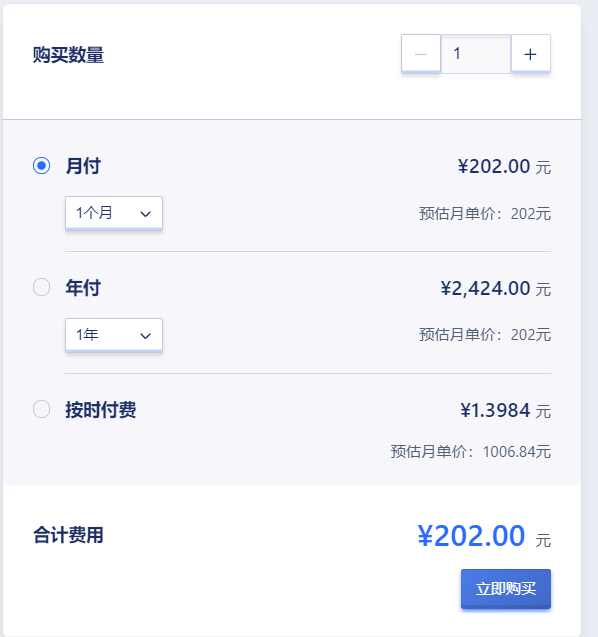 购买数量
1
月付 ¥202.00 元
1个月 预估月单价：202元
年付 ¥2,424.00 元
1年 预估月单价：202元
按时付费 ¥1.3984 元
预估月单价：1006.84元
合计费用 ¥202.00 元
立即购买